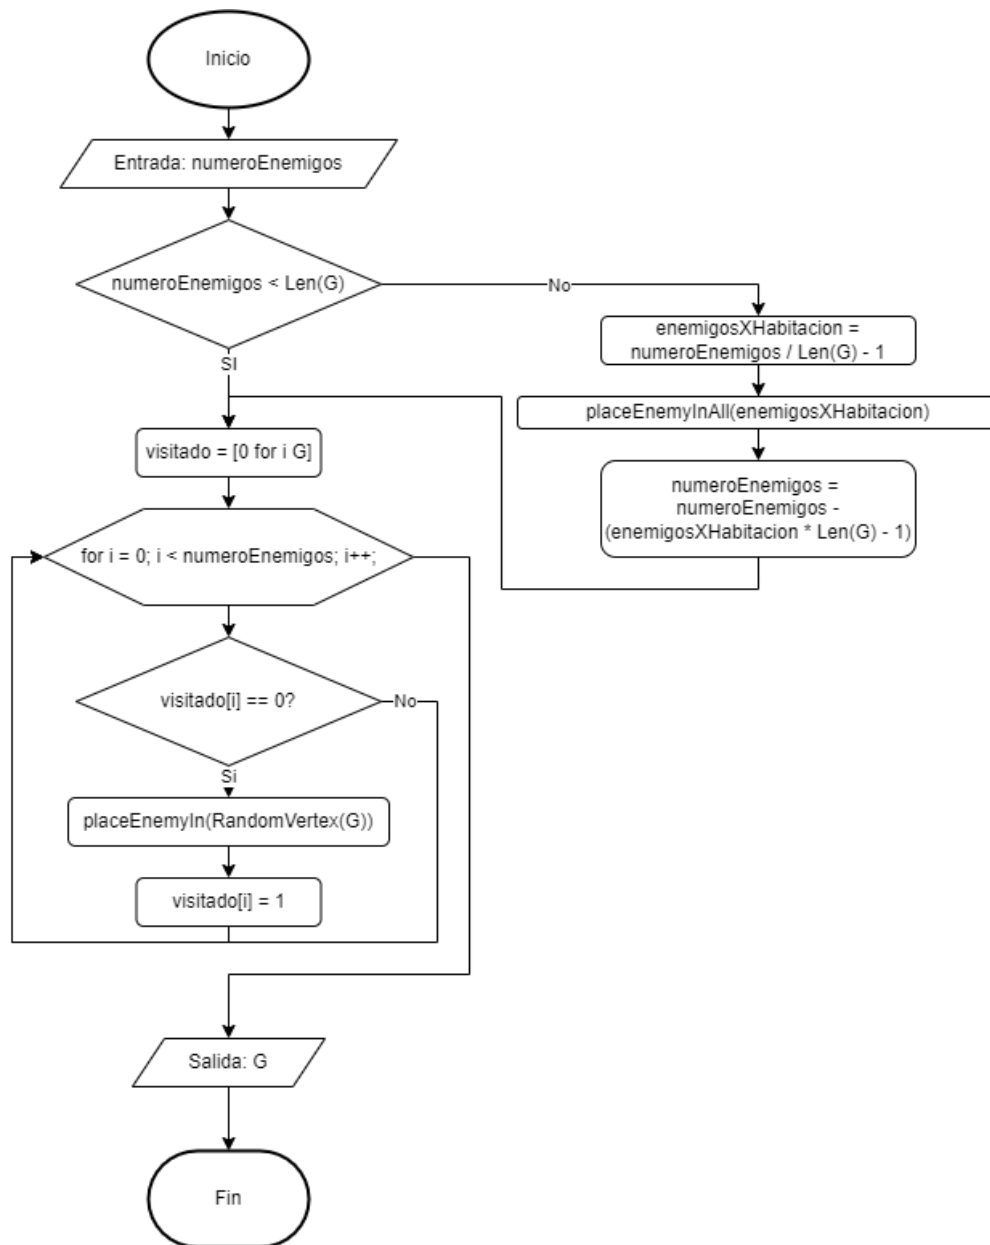 Inicio
Entrada: numeroEnemigos
numeroEnemigos < Len(G)
No
SI
enemigosXHabitacion =
numeroEnemigos / Len(G) - 1
placeEnemyInAll(enemigosXHabitacion)
numeroEnemigos =
numeroEnemigos -
(enemigosXHabitacion * Len(G) - 1)
visitado = [0 for i G]
for i = 0; i < numeroEnemigos; i++;
visitado[i] == 0?
No
Si
placeEnemyIn(RandomVertex(G))
visitado[i] = 1
Salida: G
Fin